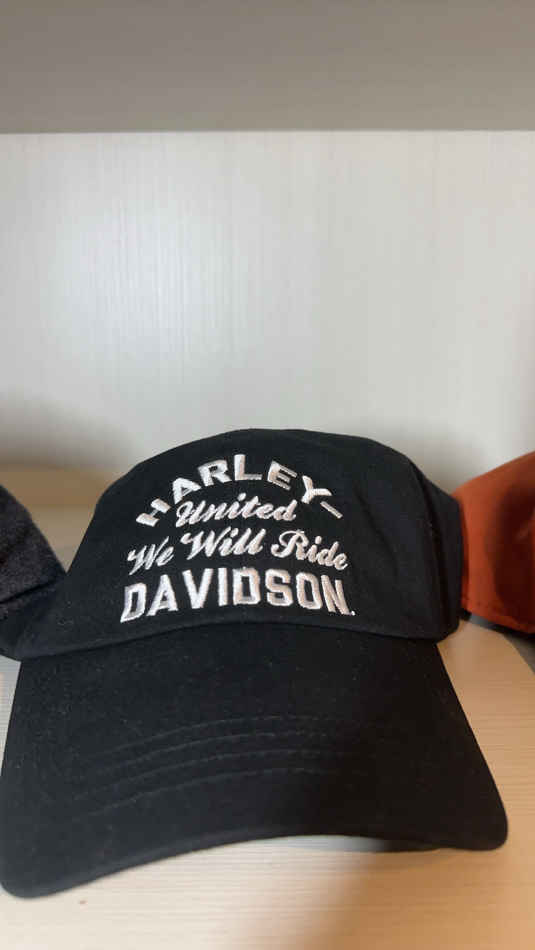 HARLEY-
United
We Will Ride
DAVIDSON.